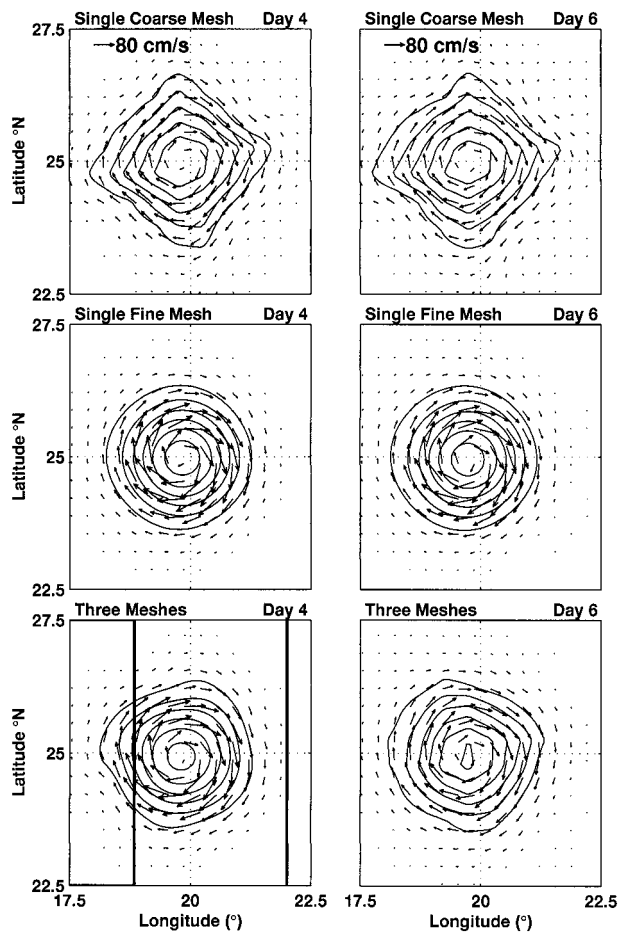 Single Coarse Mesh Day 4 Single Coarse Mesh Day 6
27.5
80 cm/s 80 cm/s
Latitude °N
25
22.5
Single Fine Mesh Day 4 Single Fine Mesh Day 6
27.5
Latitude °N
25
22.5
Three Meshes Day 4 Three Meshes Day 6
27.5
Latitude °N
25
22.5
17.5 20 22.5 17.5 20 22.5
Longitude (°) Longitude (°)